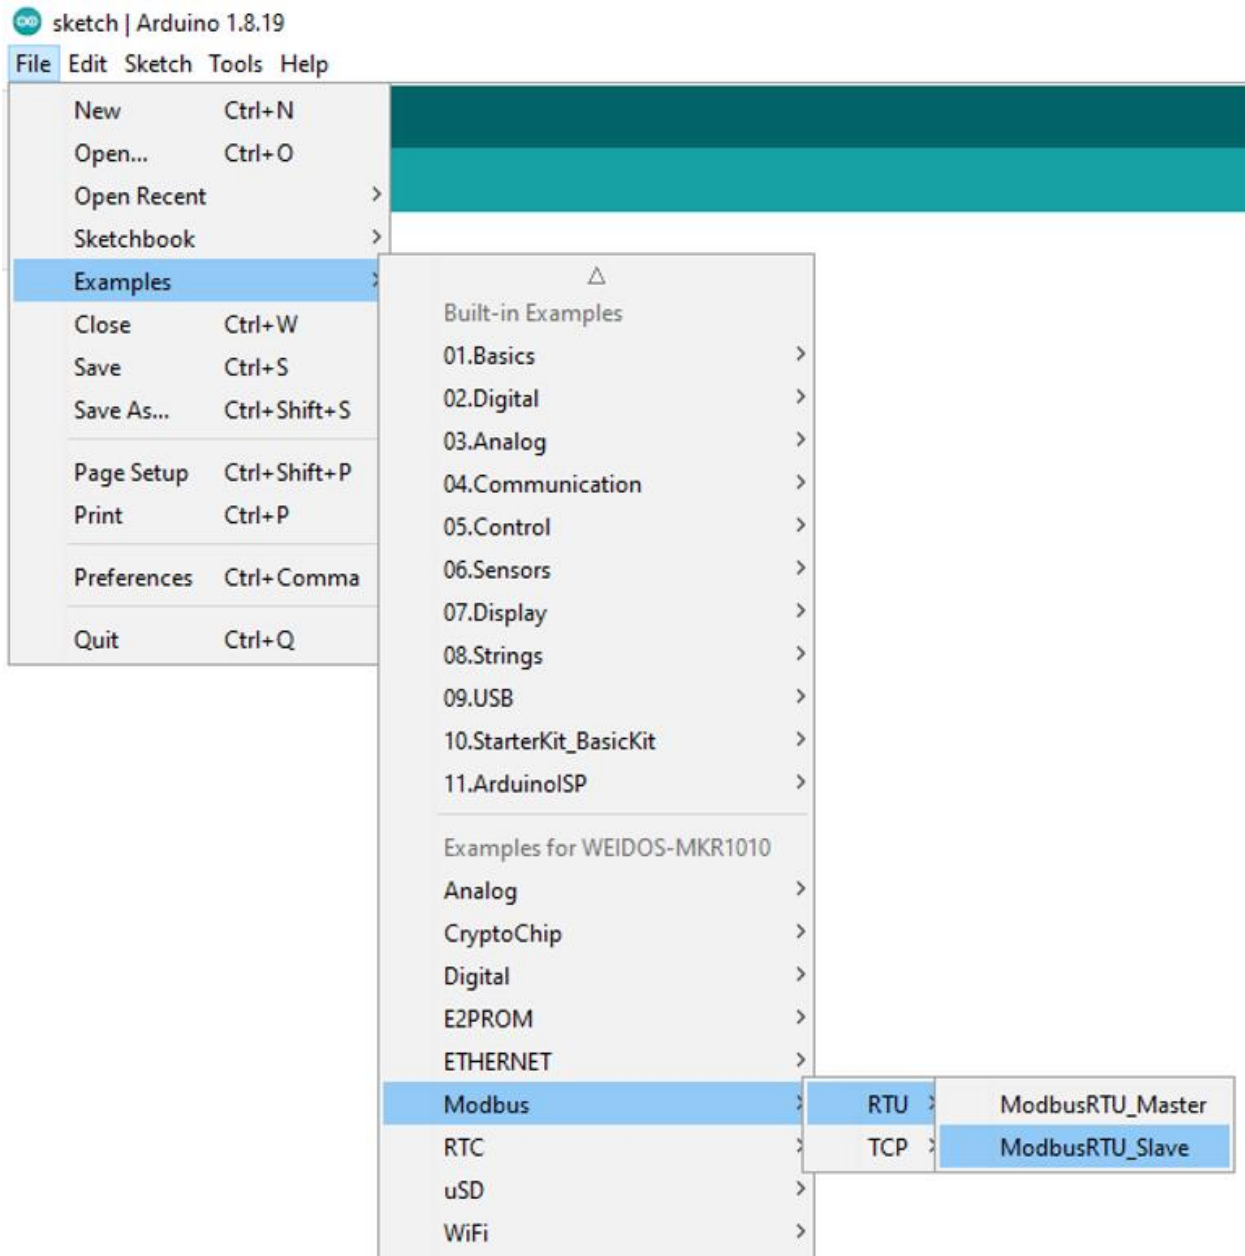 sketch | Arduino 1.8.19
File Edit Sketch Tools Help
New Ctrl+N
Open... Ctrl+O
Open Recent
Sketchbook
Examples
Close Ctrl+W
Save Ctrl+S
Save As... Ctrl+Shift+S
Page Setup Ctrl+Shift+P
Print Ctrl+P
Preferences Ctrl+Comma
Quit Ctrl+Q
Built-in Examples
01.Basics
02.Digital
03.Analog
04.Communication
05.Control
06.Sensors
07.Display
08.Strings
09.USB
10.StarterKit_BasicKit
11.ArduinoISP
Examples for WEIDOS-MKR1010
Analog
CryptoChip
Digital
E2PROM
ETHERNET
Modbus
RTC
uSD
WiFi
RTU
TCP
ModbusRTU_Master
ModbusRTU_Slave